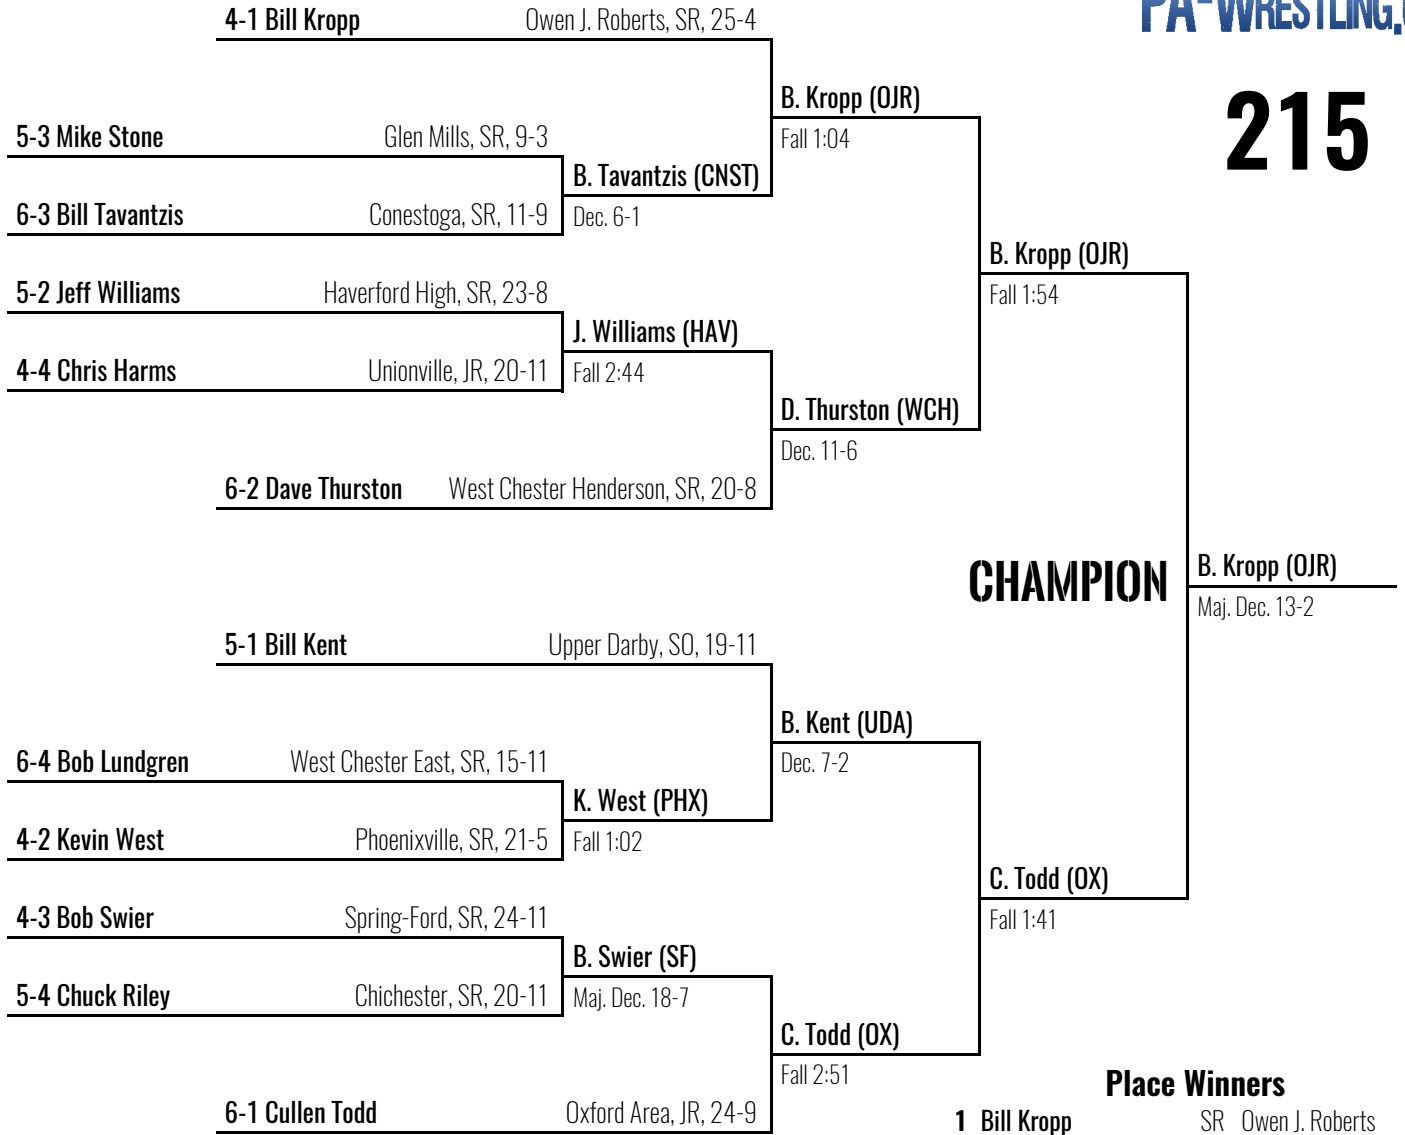 4-1 Bill Kropp Owen J. Roberts, SR, 25-4
PA-WRESTLING.
B. Kropp (OJR)
215
5-3 Mike Stone Glen Mills, SR, 9-3
Fall 1:04
B. Tavantzis (CNST)
6-3 Bill Tavantzis Conestoga, SR, 11-9
Dec. 6-1
B. Kropp (OJR)
5-2 Jeff Williams Haverford High, SR, 23-8
Fall 1:54
J. Williams (HAV)
4-4 Chris Harms Unionville, JR, 20-11
Fall 2:44
D. Thurston (WCH)
Dec. 11-6
6-2 Dave Thurston West Chester Henderson, SR, 20-8
CHAMPION
B. Kropp (OJR)
Maj. Dec. 13-2
5-1 Bill Kent Upper Darby, SO, 19-11
B. Kent (UDA)
6-4 Bob Lundgren West Chester East, SR, 15-11
Dec. 7-2
K. West (PHX)
4-2 Kevin West Phoenixville, SR, 21-5
Fall 1:02
C. Todd (OX)
4-3 Bob Swier Spring-Ford, SR, 24-11
Fall 1:41
B. Swier (SF)
5-4 Chuck Riley Chichester, SR, 20-11
Maj. Dec. 18-7
C. Todd (OX)
Fall 2:51
Place Winners
6-1 Cullen Todd Oxford Area, JR, 24-9
1 Bill Kropp SR Owen J. Roberts